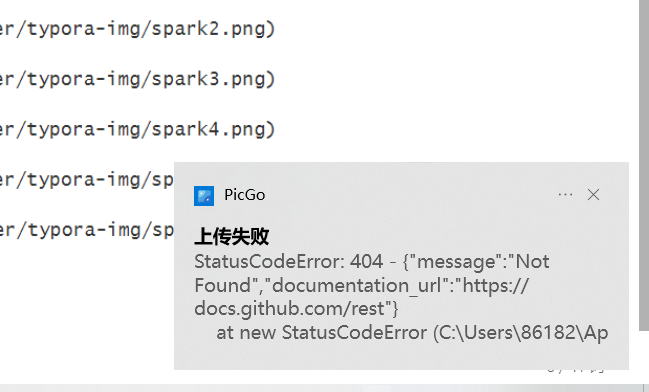 er/typora-img/spark2.png)
er/typora-img/spark3.png)
er/typora-img/spark4.png)
er/typora-img/sp
er/typora-img/sp
PicGo
上传失败
StatusCodeError: 404 - {"message":"Not
Found","documentation_url":"https://
docs.github.com/rest"}
at new StatusCodeError (C:\Users\86182\Ap